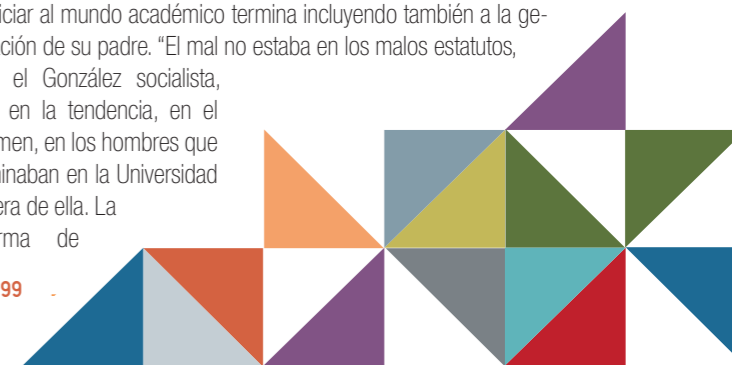 iciar al mundo académico termina incluyendo también a la ge-
ación de su padre. “El mal no estaba en los malos estatutos,
el González socialista,
en la tendencia, en el
men, en los hombres que
inaban en la Universidad
era de ella. La
rma de
99